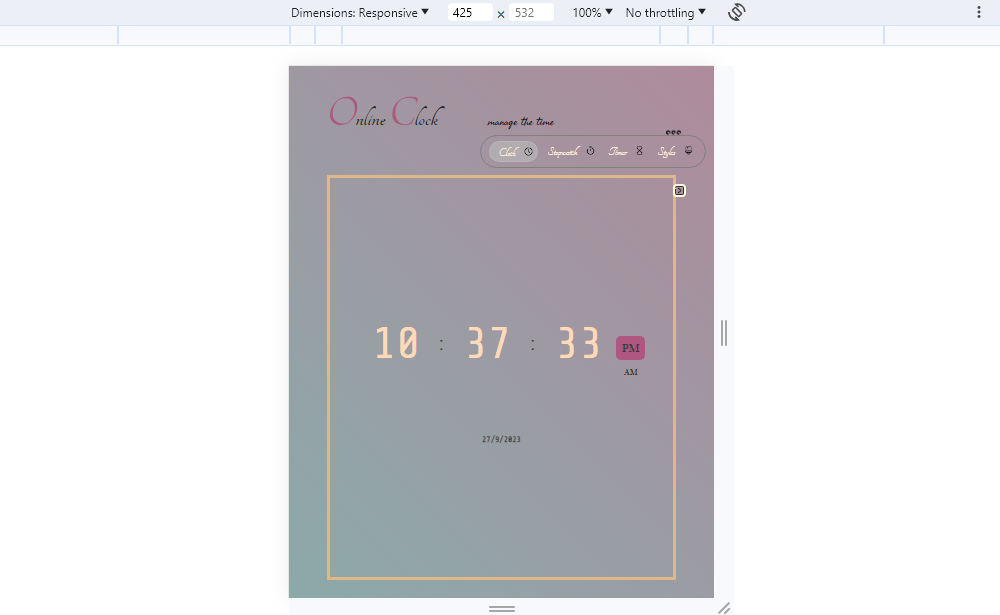 Dimensions: Responsive 425 × 532 100% No throttling
Online Clock
manage the time
Clock Stopwatch Timer Styles
10 : 37 : 33 PM
AM
27/9/2023